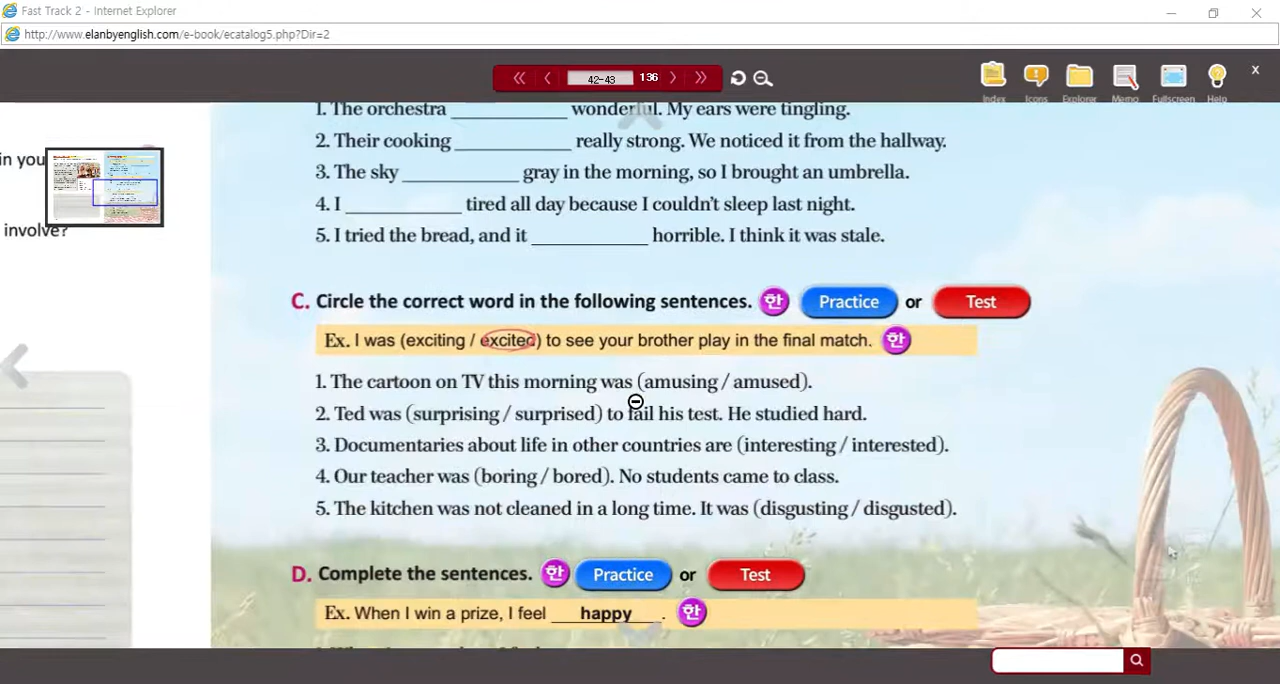 Fast Track 2 - Internet Explorer
http://www.elanbyenglish.com/e-book/ecatalog5.php?Dir=2
42-43 136
Index Icons Explorer Memo Fullscreen Help
in you
involve?
1. The orchestra ____________ wonderful. My ears were tingling.
2. Their cooking ____________ really strong. We noticed it from the hallway.
3. The sky ____________ gray in the morning, so I brought an umbrella.
4. I ____________ tired all day because I couldn't sleep last night.
5. I tried the bread, and it ____________ horrible. I think it was stale.
C. Circle the correct word in the following sentences. 한 Practice or Test
Ex. I was (exciting / excited) to see your brother play in the final match. 한
1. The cartoon on TV this morning was (amusing / amused).
2. Ted was (surprising / surprised) to fail his test. He studied hard.
3. Documentaries about life in other countries are (interesting / interested).
4. Our teacher was (boring / bored). No students came to class.
5. The kitchen was not cleaned in a long time. It was (disgusting / disgusted).
D. Complete the sentences. 한 Practice or Test
Ex. When I win a prize, I feel ___happy___. 한